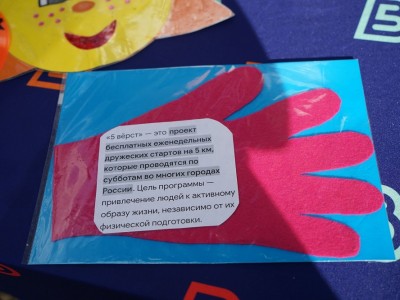 «5 вёрст» — это проект
бесплатных еженедельных
дружеских стартов на 5 км,
которые проводятся по
субботам во многих городах
России. Цель программы —
привлечение людей к активному
образу жизни, независимо от их
физической подготовки.
5